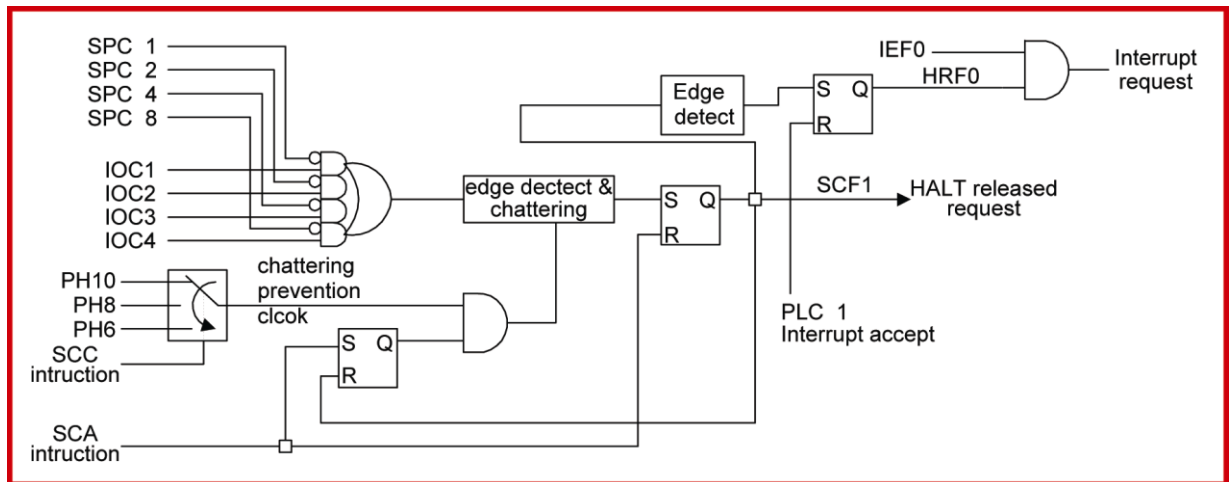 SPC 1
SPC 2
SPC 4
SPC 8
IOC1
IOC2
IOC3
IOC4
PH10
PH8
PH6
SCC
intruction
SCA
intruction
chattering
prevention
clcok
S Q
R
edge dectect &
chattering
S Q
R
Edge
detect
S Q
R
IEF0
HRF0
Interrupt
request
SCF1
HALT released
request
PLC 1
Interrupt accept